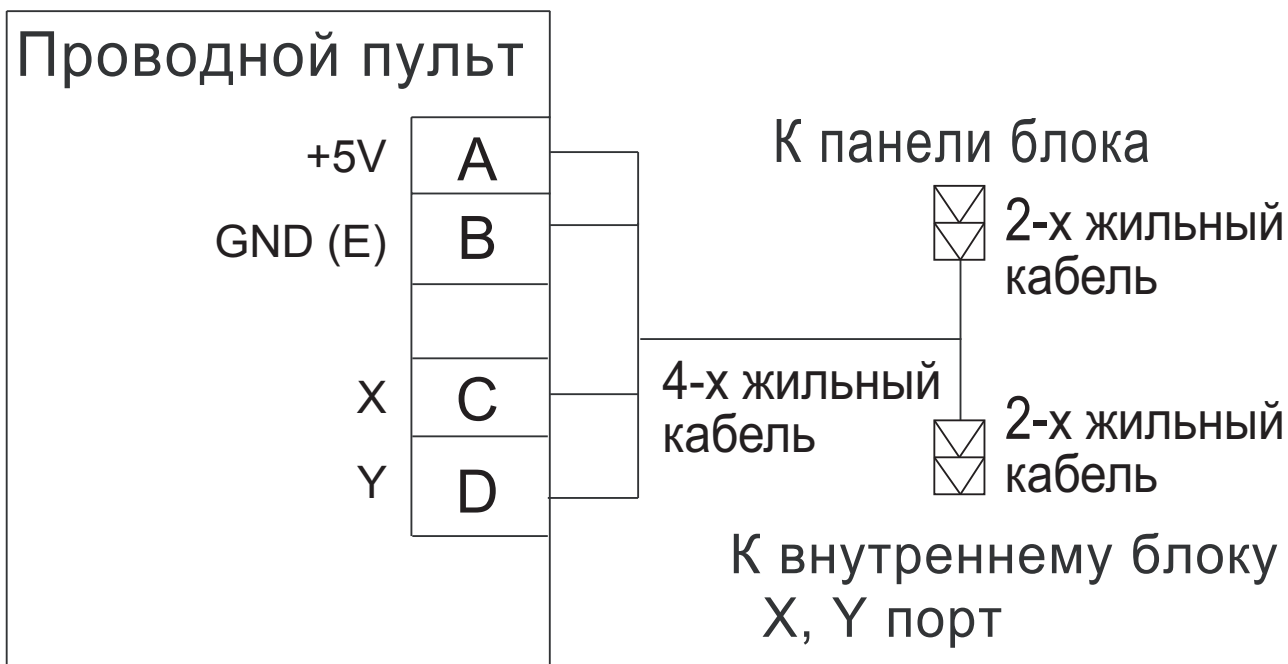 Проводной пульт
+5V
A
GND (E)
B
X
C
Y
D
4-х жильный
кабель
К панели блока
2-х жильный
кабель
2-х жильный
кабель
К внутреннему блоку
X, Y порт